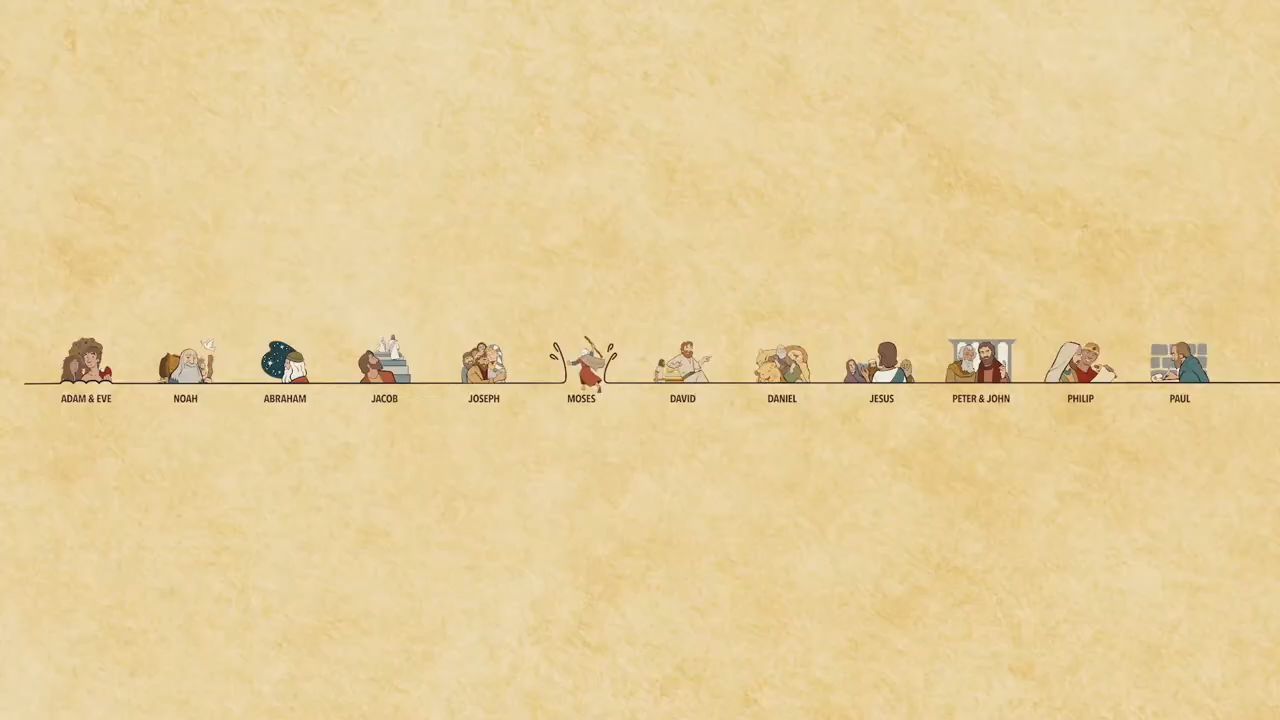 ADAM & EVE
NOAH
ABRAHAM
JACOB
JOSEPH
MOSES
DAVID
DANIEL
JESUS
PETER & JOHN
PHILIP
PAUL